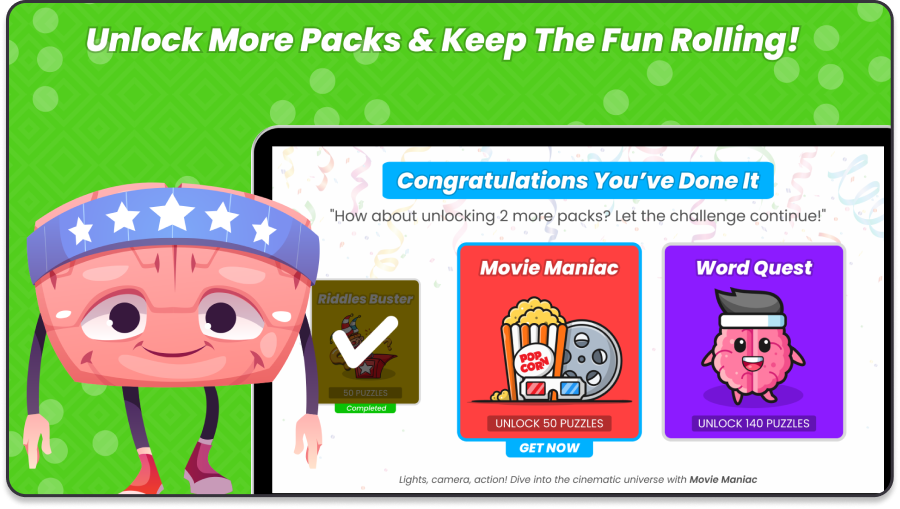 Unlock More Packs & Keep The Fun Rolling!
Congratulations You've Done It
"How about unlocking 2 more packs? Let the challenge continue!"
Riddles Buster
50 PUZZLES
Completed
Movie Maniac
POP
CORN
UNLOCK 50 PUZZLES
GET NOW
Word Quest
UNLOCK 140 PUZZLES
Lights, camera, action! Dive into the cinematic universe with Movie Maniac